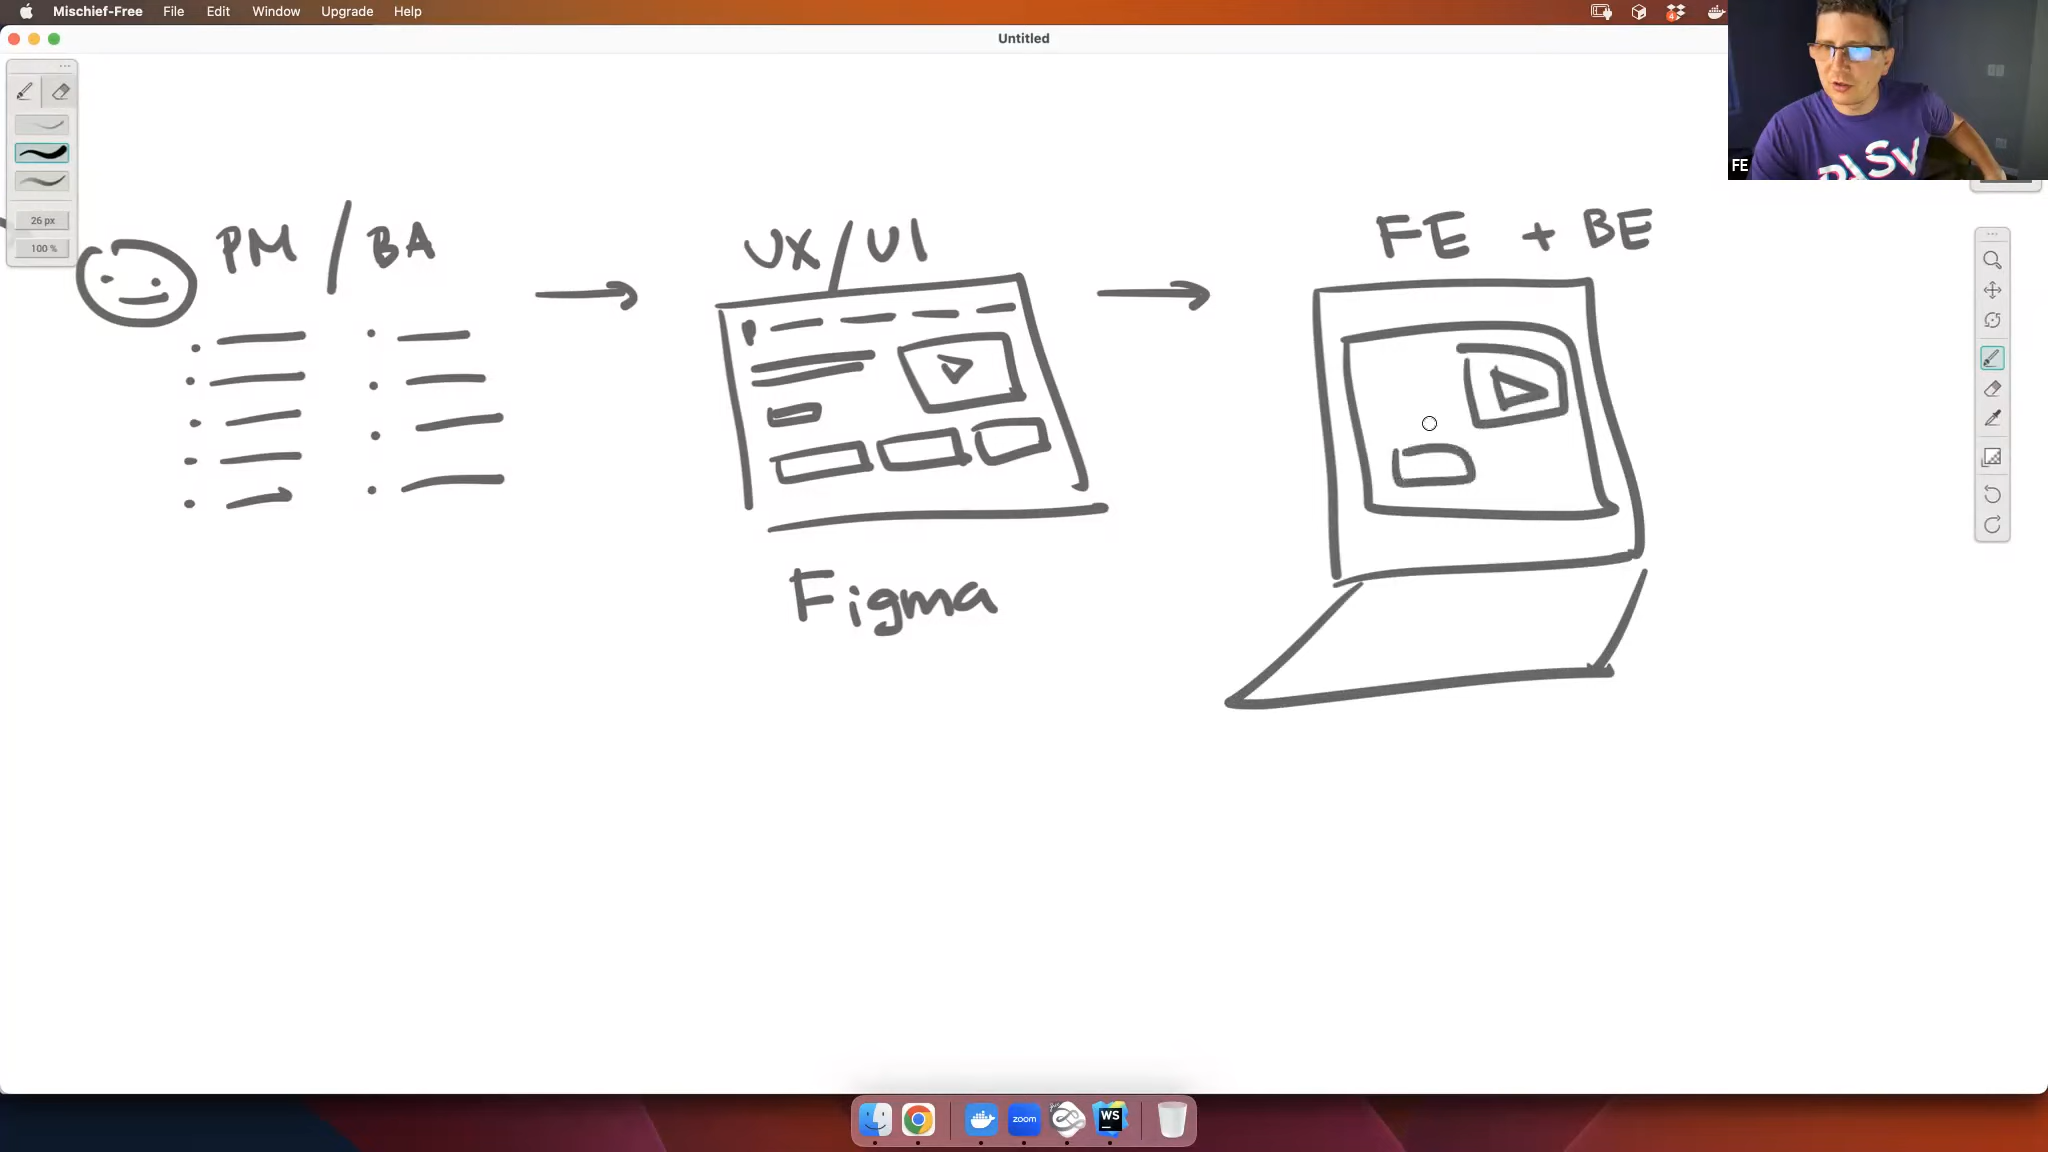 Mischief-Free File Edit Window Upgrade Help
Untitled
FE
PASV
26 px
100 %
PM / BA
UX/UI
FE + BE
Figma
zoom
WS